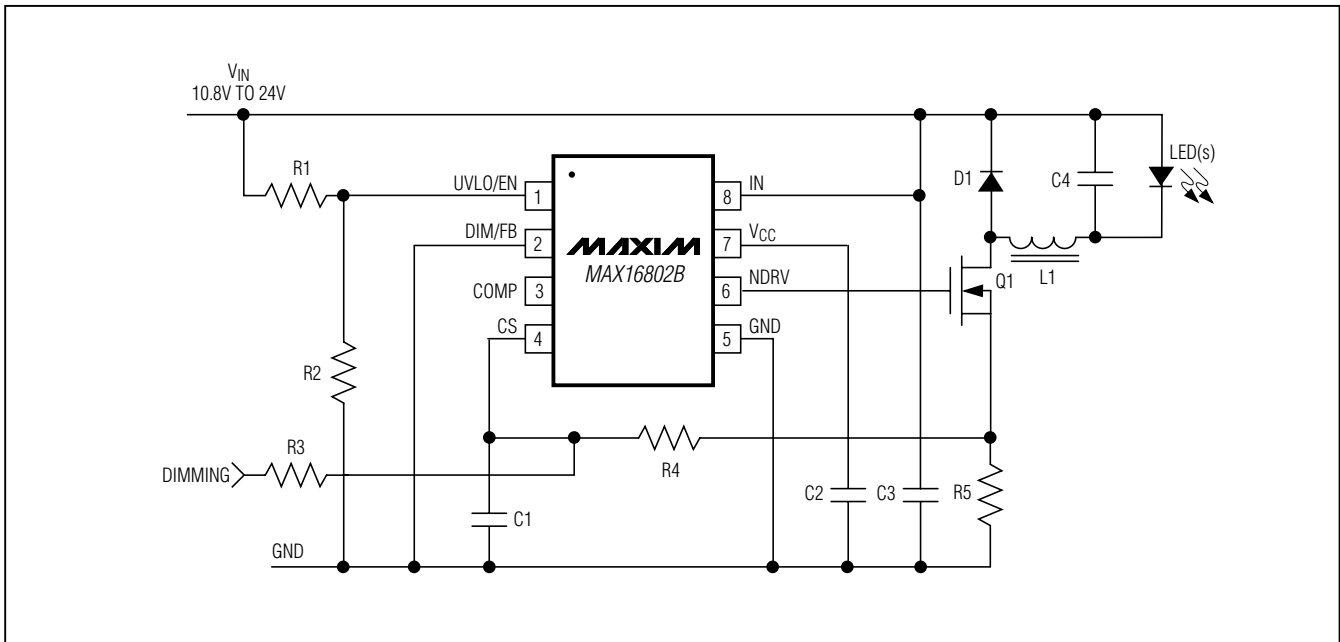 VIN
10.8V TO 24V
R1
UVLO/EN
1
8
IN
DIM/FB
2
7
VCC
COMP
3
6
NDRV
CS
4
5
GND
MAXIM
MAX16802B
D1
C4
LED(s)
Q1
L1
R2
DIMMING
R3
R4
C1
C2
C3
R5
GND